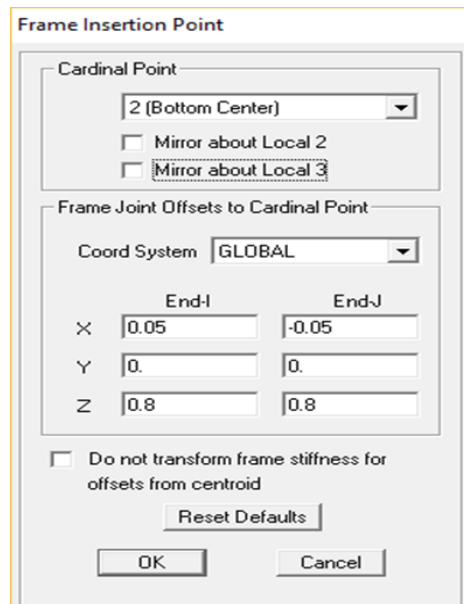 Frame Insertion Point
Cardinal Point
2 (Bottom Center)
Mirror about Local 2
Mirror about Local 3
Frame Joint Offsets to Cardinal Point
Coord System GLOBAL
End-I End-J
X 0.05 -0.05
Y 0. 0.
Z 0.8 0.8
Do not transform frame stiffness for
offsets from centroid
Reset Defaults
OK Cancel